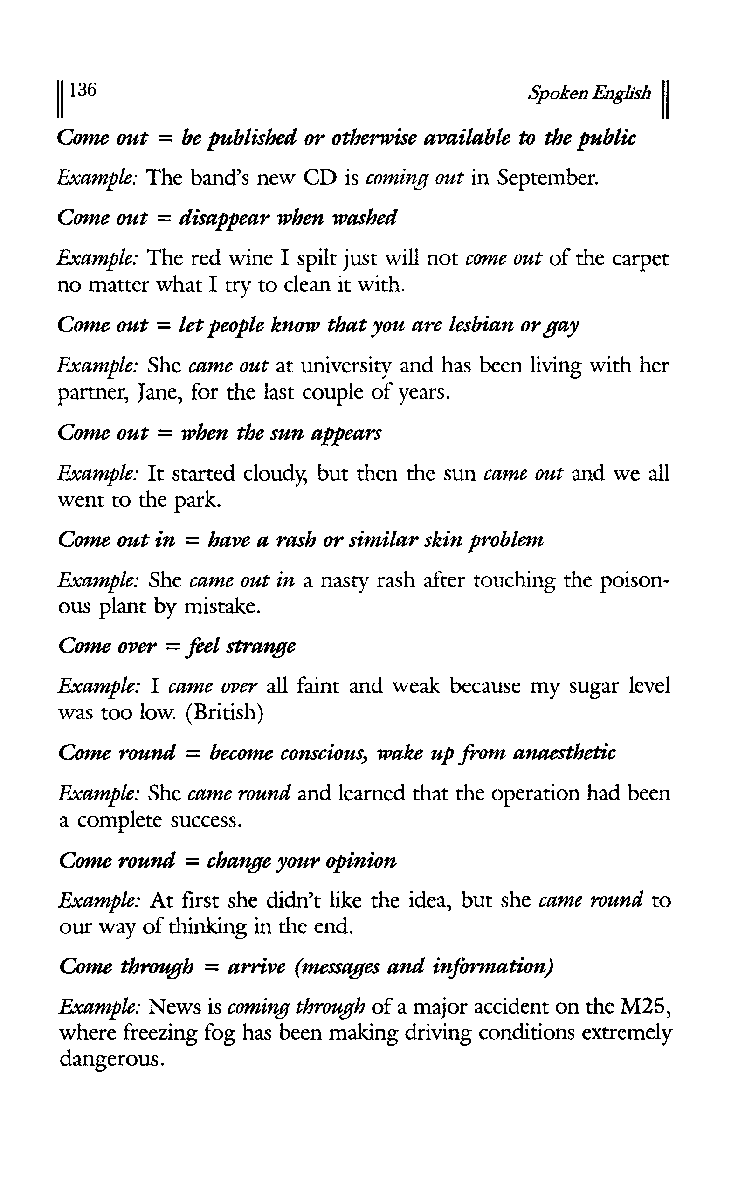 136 Spoken English
Come out = be published or otherwise available to the public
Example: The band's new CD is coming out in September.
Come out = disappear when washed
Example: The red wine I spilt just will not come out of the carpet
no matter what I try to clean it with.
Come out = let people know that you are lesbian or gay
Example: She came out at university and has been living with her
partner, Jane, for the last couple of years.
Come out = when the sun appears
Example: It started cloudy, but then the sun came out and we all
went to the park.
Come out in = have a rash or similar skin problem
Example: She came out in a nasty rash after touching the poison-
ous plant by mistake.
Come over = feel strange
Example: I came over all faint and weak because my sugar level
was too low. (British)
Come round = become conscious, wake up from anaesthetic
Example: She came round and learned that the operation had been
a complete success.
Come round = change your opinion
Example: At first she didn't like the idea, but she came round to
our way of thinking in the end.
Come through = arrive (messages and information)
Example: News is coming through of a major accident on the M25,
where freezing fog has been making driving conditions extremely
dangerous.